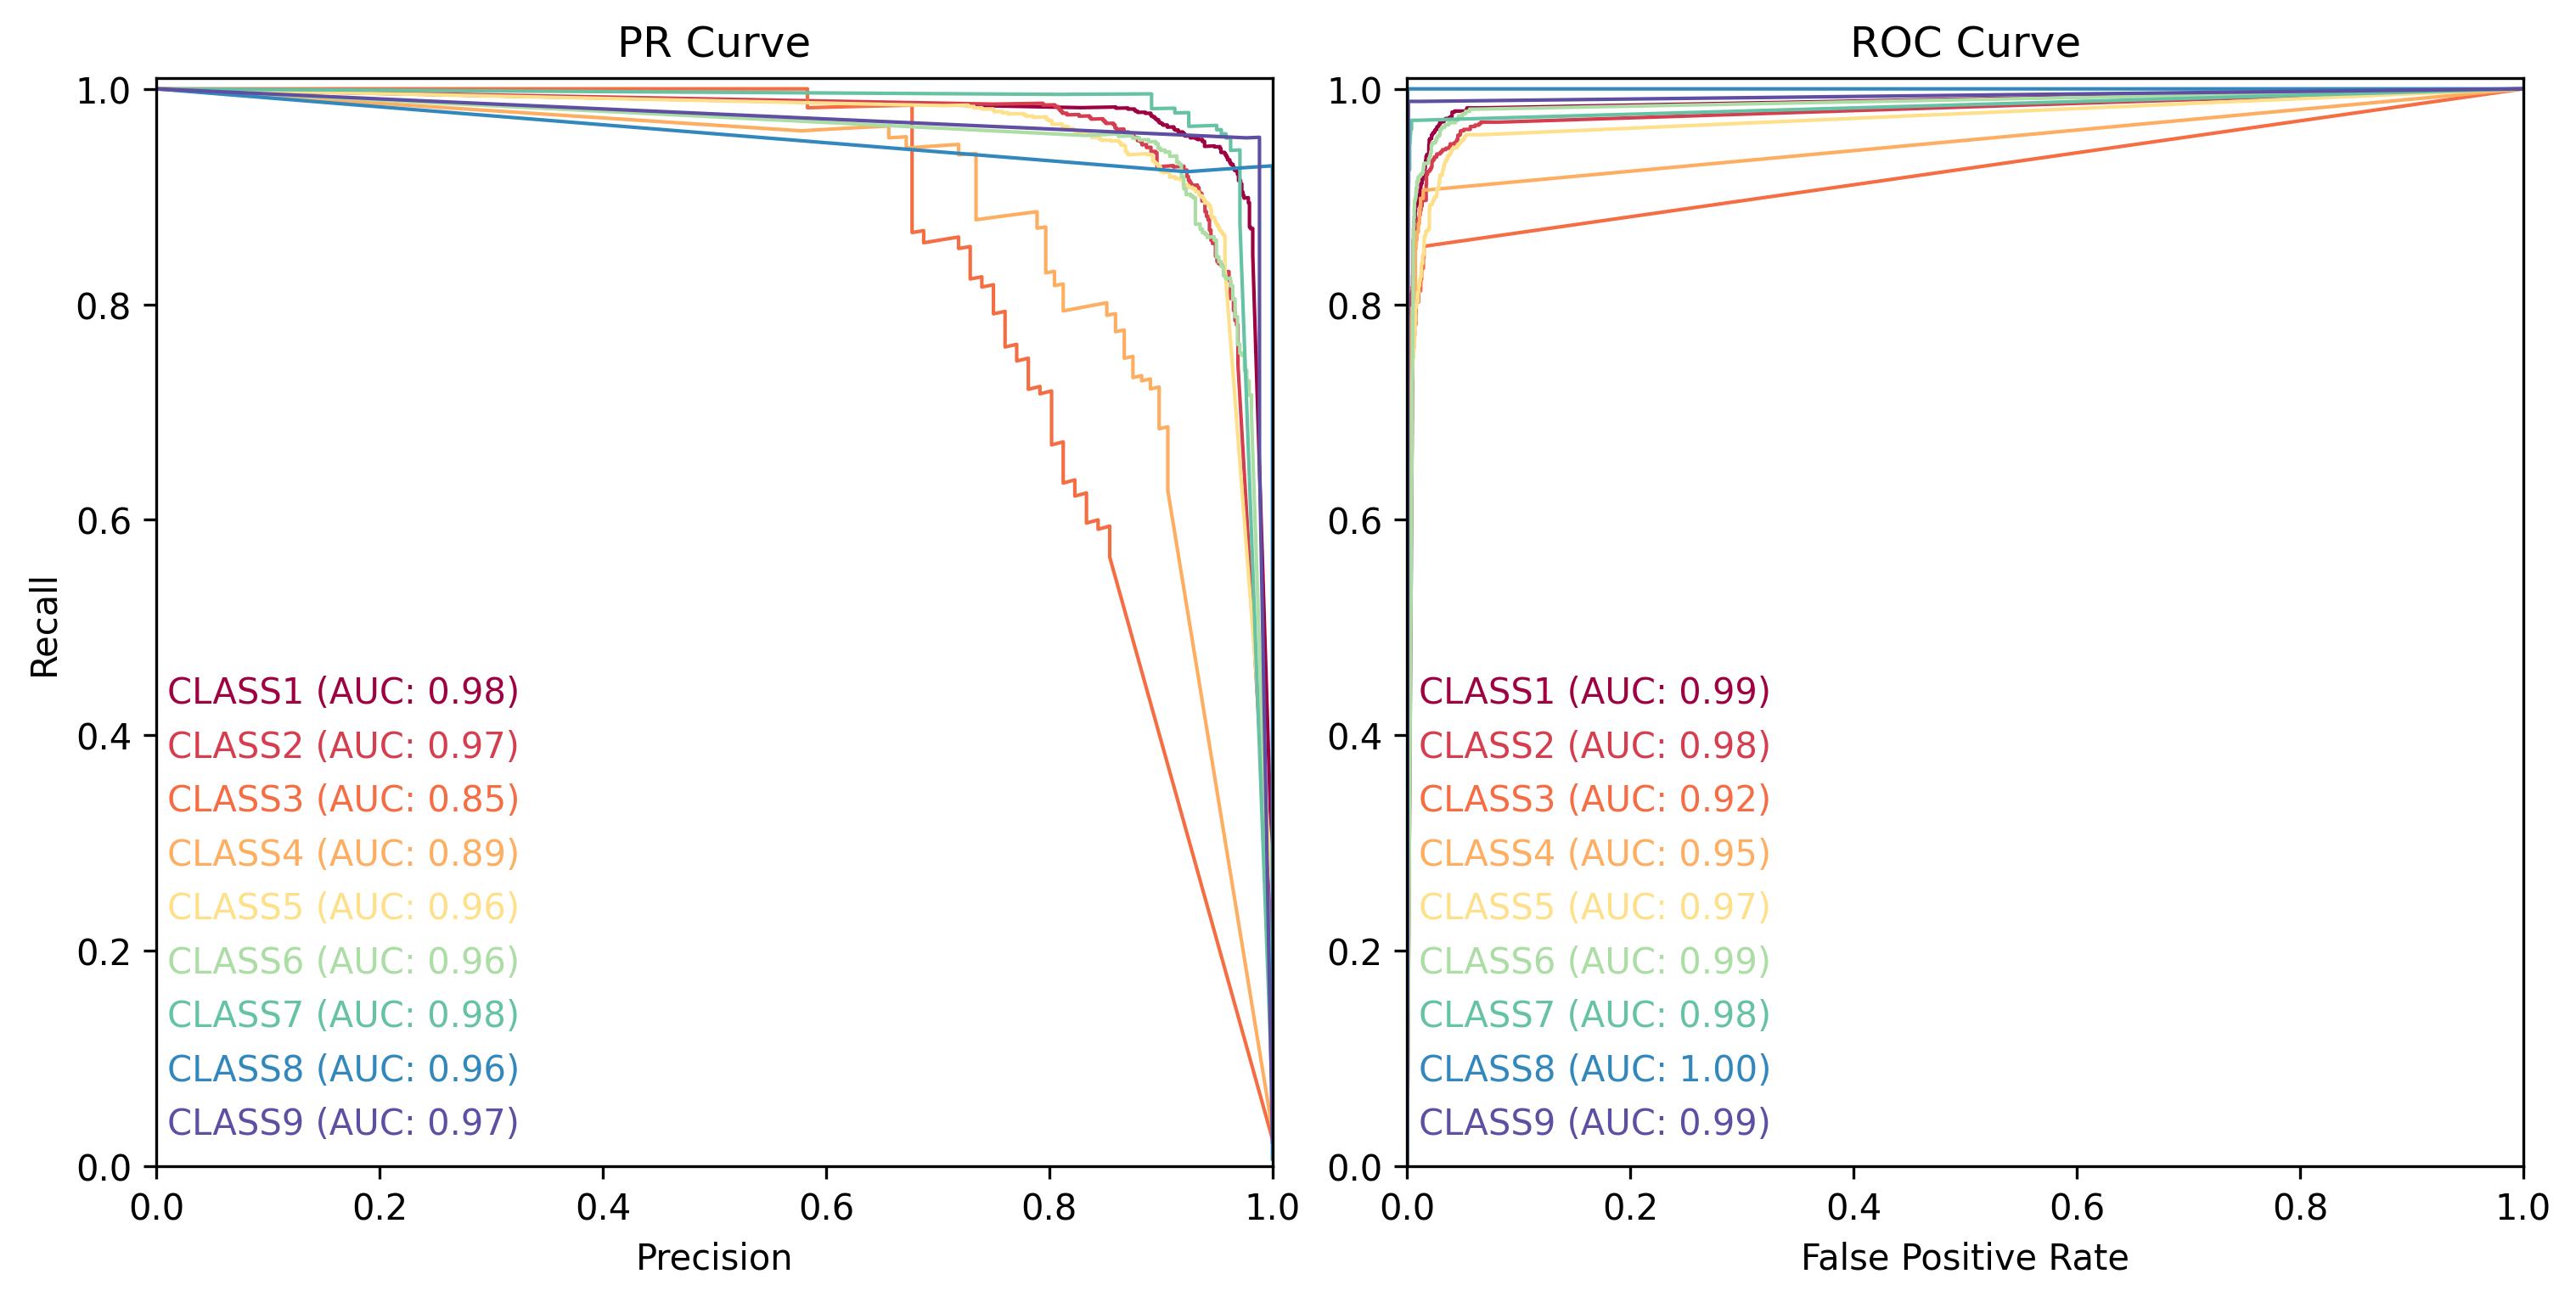 PR Curve
1.0
0.8
0.6
0.4
0.2
0.0
Recall
CLASS1 (AUC: 0.98)
CLASS2 (AUC: 0.97)
CLASS3 (AUC: 0.85)
CLASS4 (AUC: 0.89)
CLASS5 (AUC: 0.96)
CLASS6 (AUC: 0.96)
CLASS7 (AUC: 0.98)
CLASS8 (AUC: 0.96)
CLASS9 (AUC: 0.97)
0.0 0.2 0.4 0.6 0.8 1.0
Precision
ROC Curve
1.0
0.8
0.6
0.4
0.2
0.0
CLASS1 (AUC: 0.99)
CLASS2 (AUC: 0.98)
CLASS3 (AUC: 0.92)
CLASS4 (AUC: 0.95)
CLASS5 (AUC: 0.97)
CLASS6 (AUC: 0.99)
CLASS7 (AUC: 0.98)
CLASS8 (AUC: 1.00)
CLASS9 (AUC: 0.99)
0.0 0.2 0.4 0.6 0.8 1.0
False Positive Rate